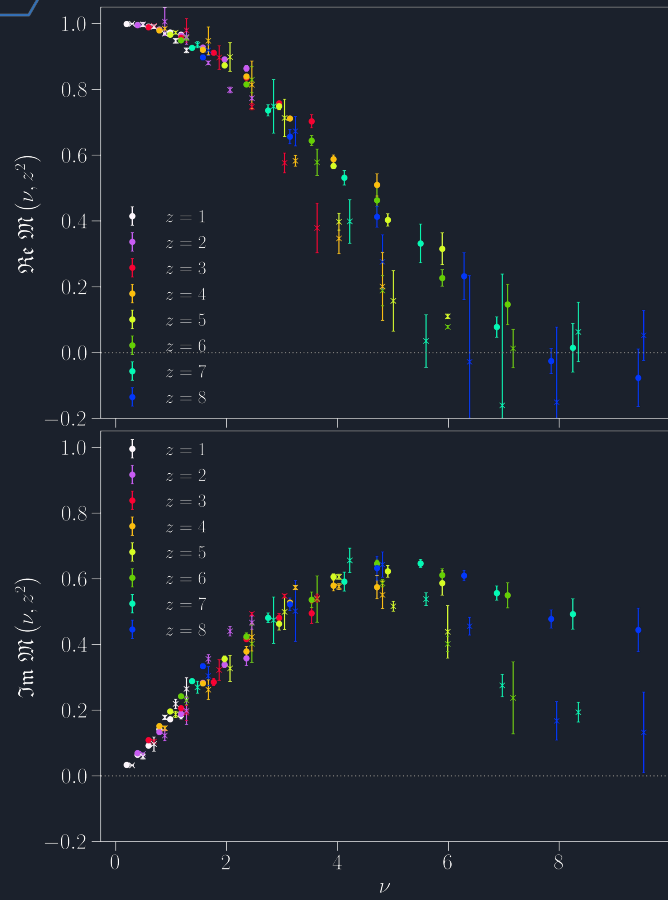 1.0
0.8
0.6
0.4
0.2
0.0
−0.2
ℜe 𝔐 (ν, z²)
z = 1
z = 2
z = 3
z = 4
z = 5
z = 6
z = 7
z = 8
1.0
0.8
0.6
0.4
0.2
0.0
−0.2
ℑm 𝔐 (ν, z²)
z = 1
z = 2
z = 3
z = 4
z = 5
z = 6
z = 7
z = 8
0 2 4 6 8
ν